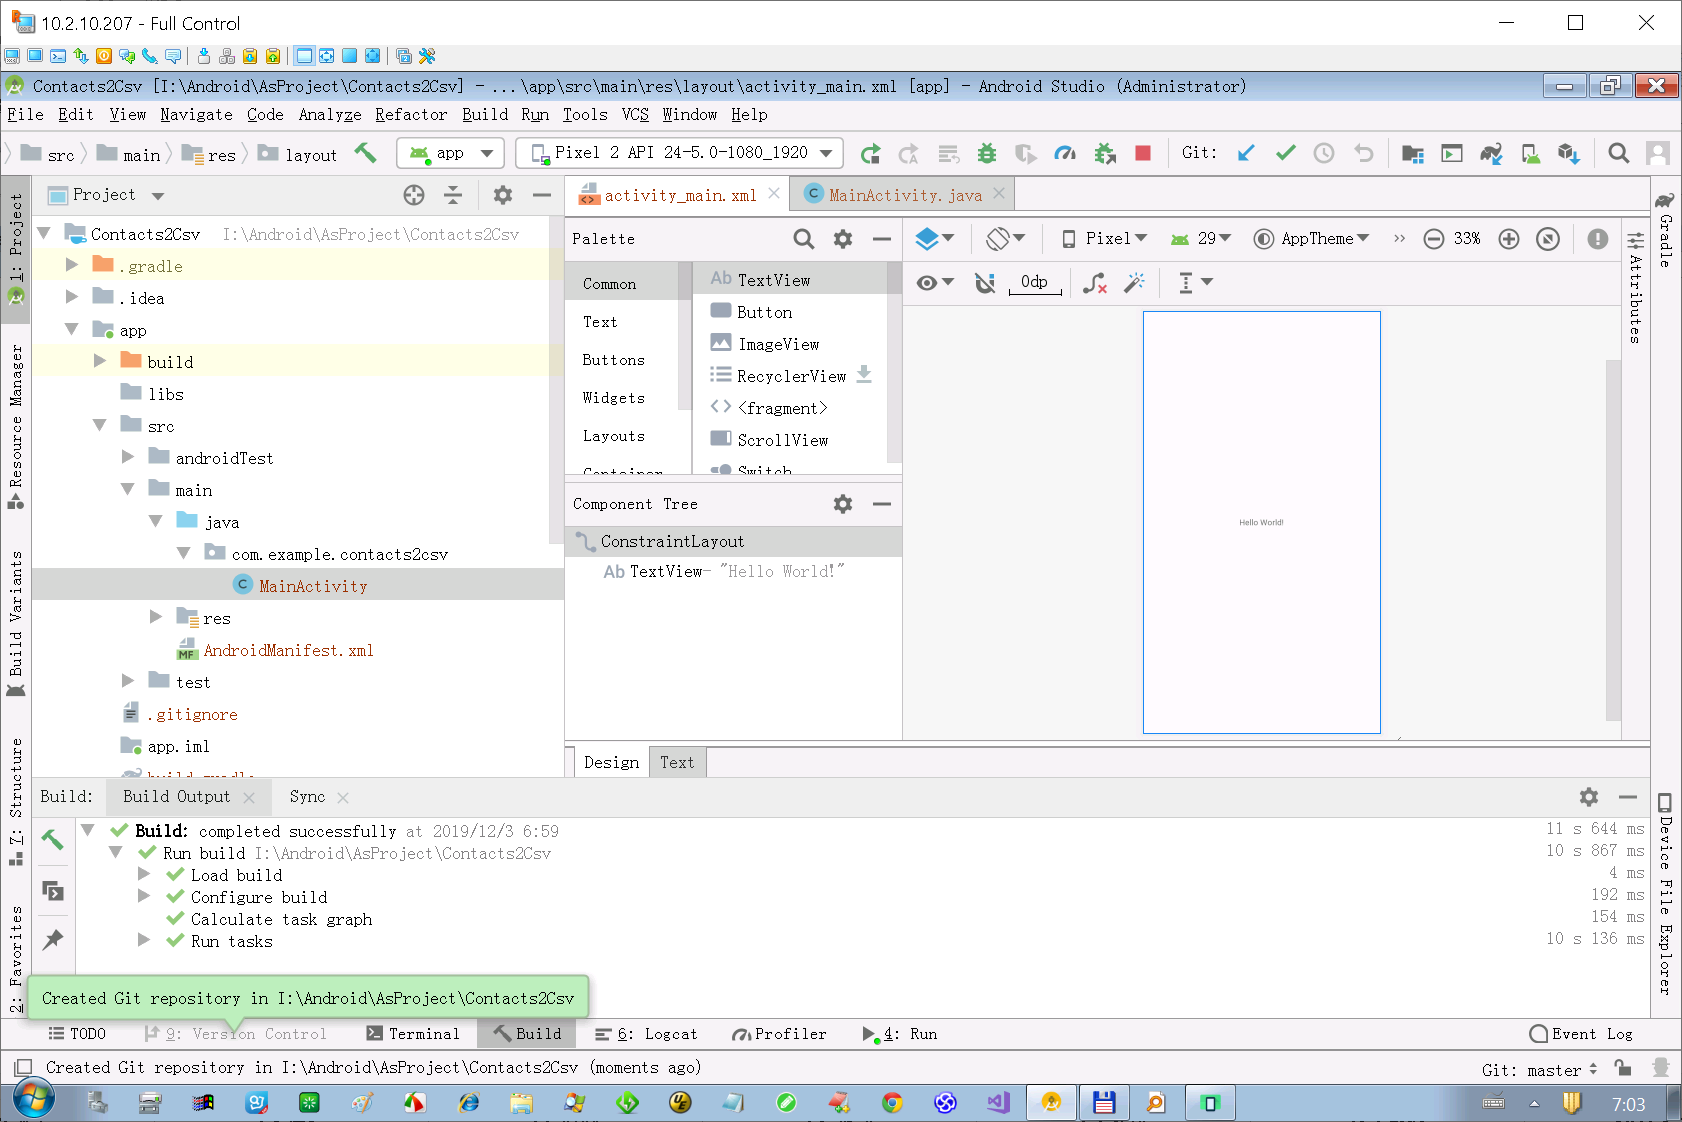 10.2.10.207 - Full Control
Contacts2Csv [I:\Android\AsProject\Contacts2Csv] - ...\app\src\main\res\layout\activity_main.xml [app] - Android Studio (Administrator)
File Edit View Navigate Code Analyze Refactor Build Run Tools VCS Window Help
src main res layout app Pixel 2 API 24-5.0-1080_1920 Git:
1: Project
Resource Manager
Build Variants
7: Structure
2: Favorites
Project
Contacts2Csv I:\Android\AsProject\Contacts2Csv
.gradle
.idea
app
build
libs
src
androidTest
main
java
com.example.contacts2csv
MainActivity
res
AndroidManifest.xml
test
.gitignore
app.iml
build.gradle
activity_main.xml
MainActivity.java
Palette
Common
Text
Buttons
Widgets
Layouts
Container
Ab TextView
Button
ImageView
RecyclerView
<fragment>
ScrollView
Switch
Component Tree
ConstraintLayout
Ab TextView- "Hello World!"
Pixel 29 AppTheme 33%
0dp
Hello World!
Design Text
Gradle
Attributes
Device File Explorer
Build: Build Output Sync
Build: completed successfully at 2019/12/3 6:59 11 s 644 ms
Run build I:\Android\AsProject\Contacts2Csv 10 s 867 ms
Load build 4 ms
Configure build 192 ms
Calculate task graph 154 ms
Run tasks 10 s 136 ms
Created Git repository in I:\Android\AsProject\Contacts2Csv
TODO 9: Version Control Terminal Build 6: Logcat Profiler 4: Run Event Log
Created Git repository in I:\Android\AsProject\Contacts2Csv (moments ago) Git: master
7:03